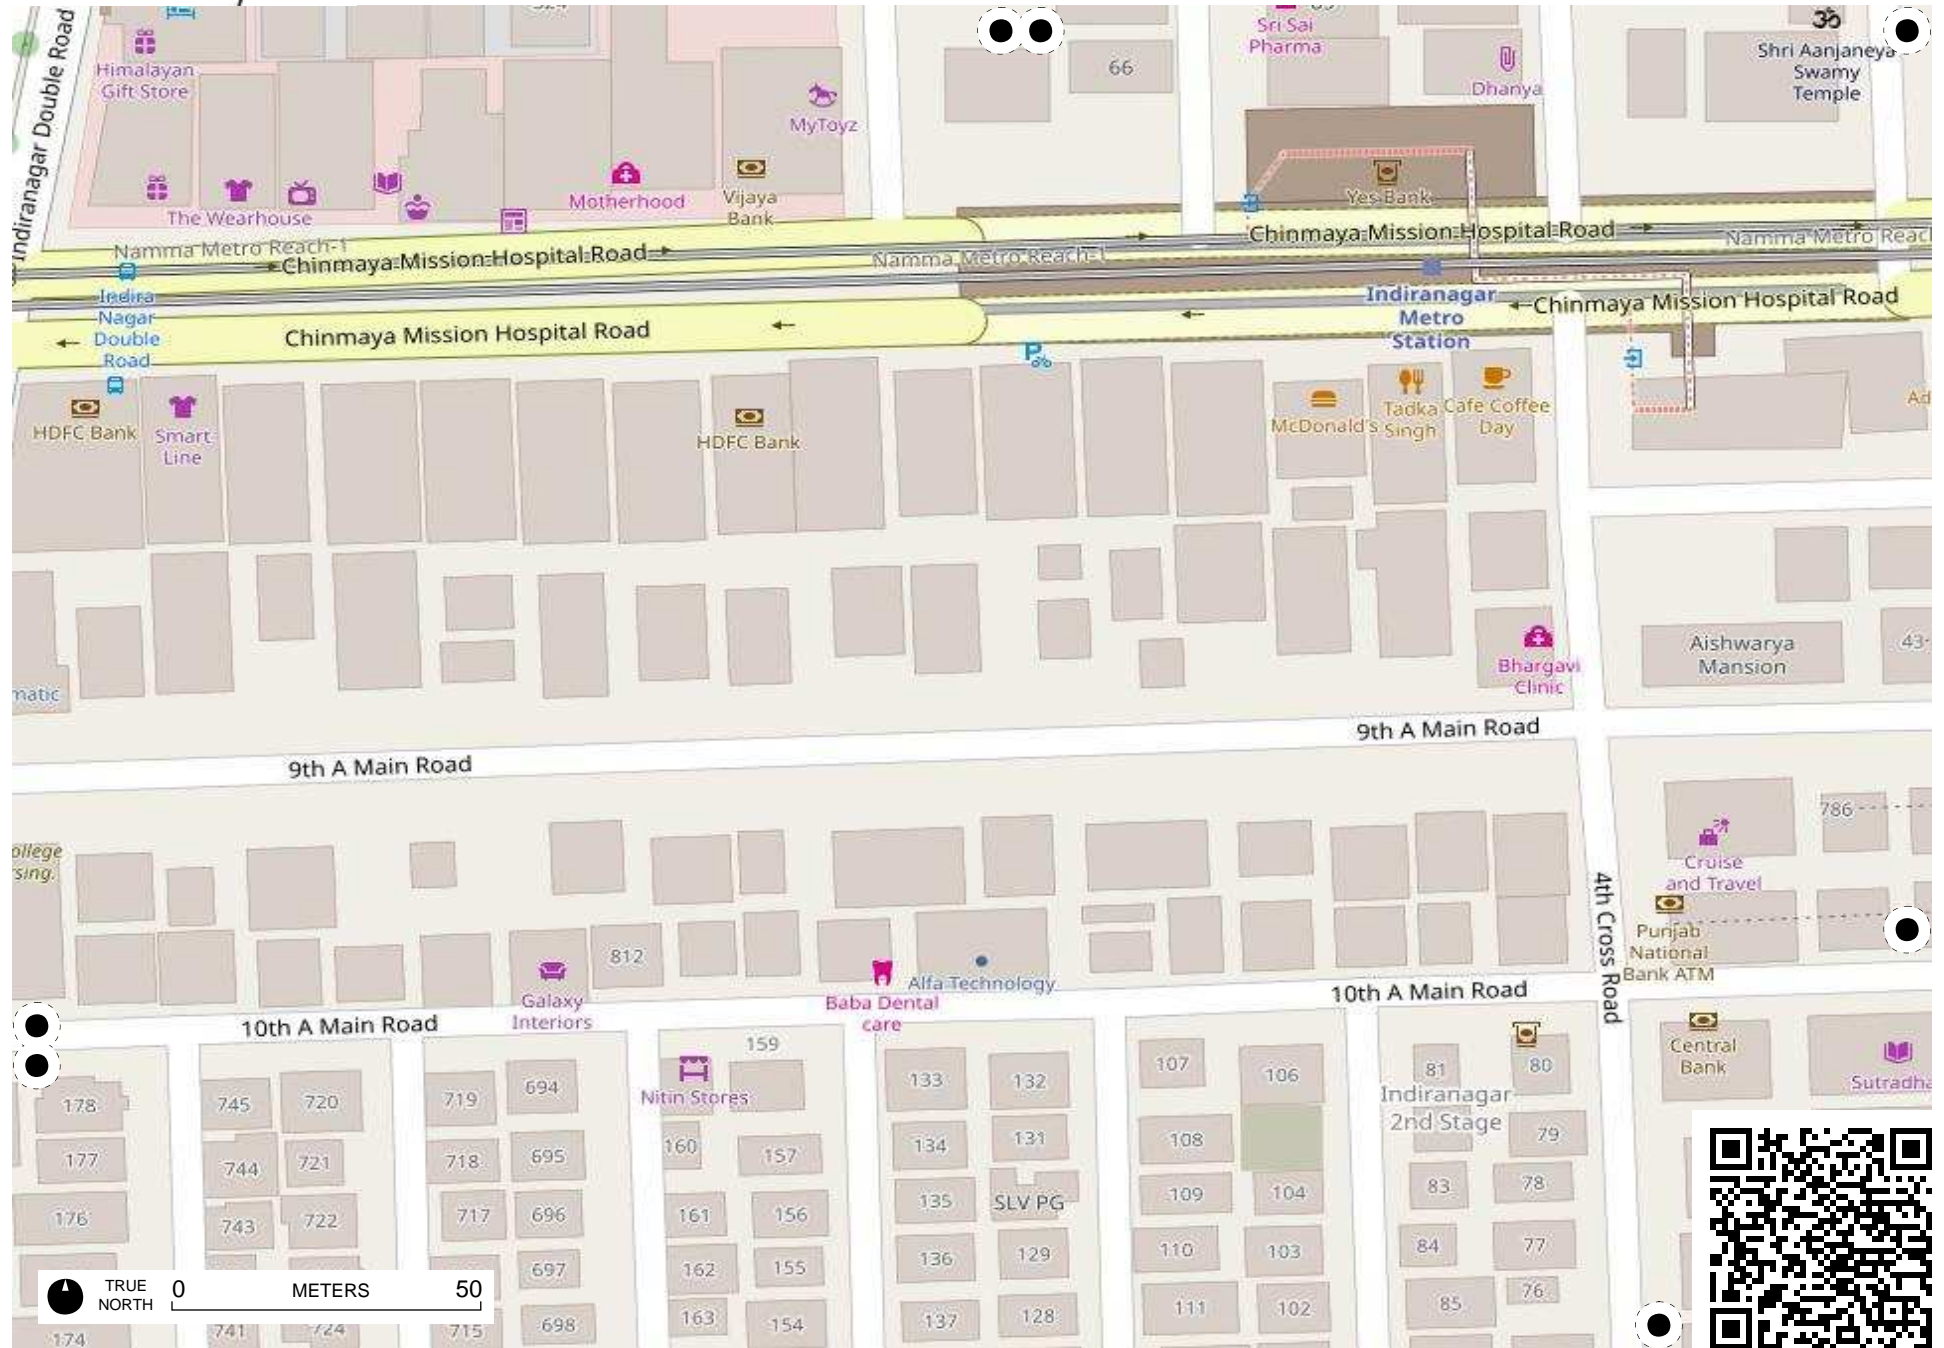 Indiranagar Double Road
Himalayan
Gift Store
MyToyz
66
Sri Sai
Pharma
Dhanya
Shri Aanjaneya
Swamy
Temple
The Wearhouse
Motherhood
Vijaya
Bank
Yes Bank
Namma Metro Reach-1
Chinmaya Mission Hospital Road
Namma Metro Reach-1
Chinmaya Mission Hospital Road
Namma Metro Reac
Indira
Nagar
Double
Road
Chinmaya Mission Hospital Road
Indiranagar
Metro
Station
Chinmaya Mission Hospital Road
P
HDFC Bank
Smart
Line
HDFC Bank
McDonald's
Tadka
Singh
Cafe Coffee
Day
Ad
matic
Bhargavi
Clinic
Aishwarya
Mansion
43-
9th A Main Road
9th A Main Road
ollege
sing.
786
Cruise
and Travel
4th Cross Road
Punjab
National
Bank ATM
812
Galaxy
Interiors
Baba Dental
care
Alfa Technology
10th A Main Road
10th A Main Road
159
Nitin Stores
Central
Bank
Sutradha
Indiranagar
2nd Stage
178
745
720
719
694
133
132
107
106
81
80
177
744
721
718
695
160
157
134
131
108
79
176
743
722
717
696
161
156
135
SLV PG
109
104
83
78
697
162
155
136
129
110
103
84
77
174
741
724
715
698
163
154
137
128
111
102
85
76
TRUE
NORTH
0 METERS 50